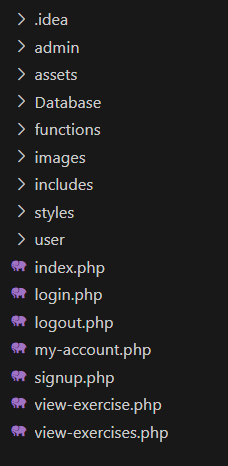 .idea
admin
assets
Database
functions
images
includes
styles
user
index.php
login.php
logout.php
my-account.php
signup.php
view-exercise.php
view-exercises.php